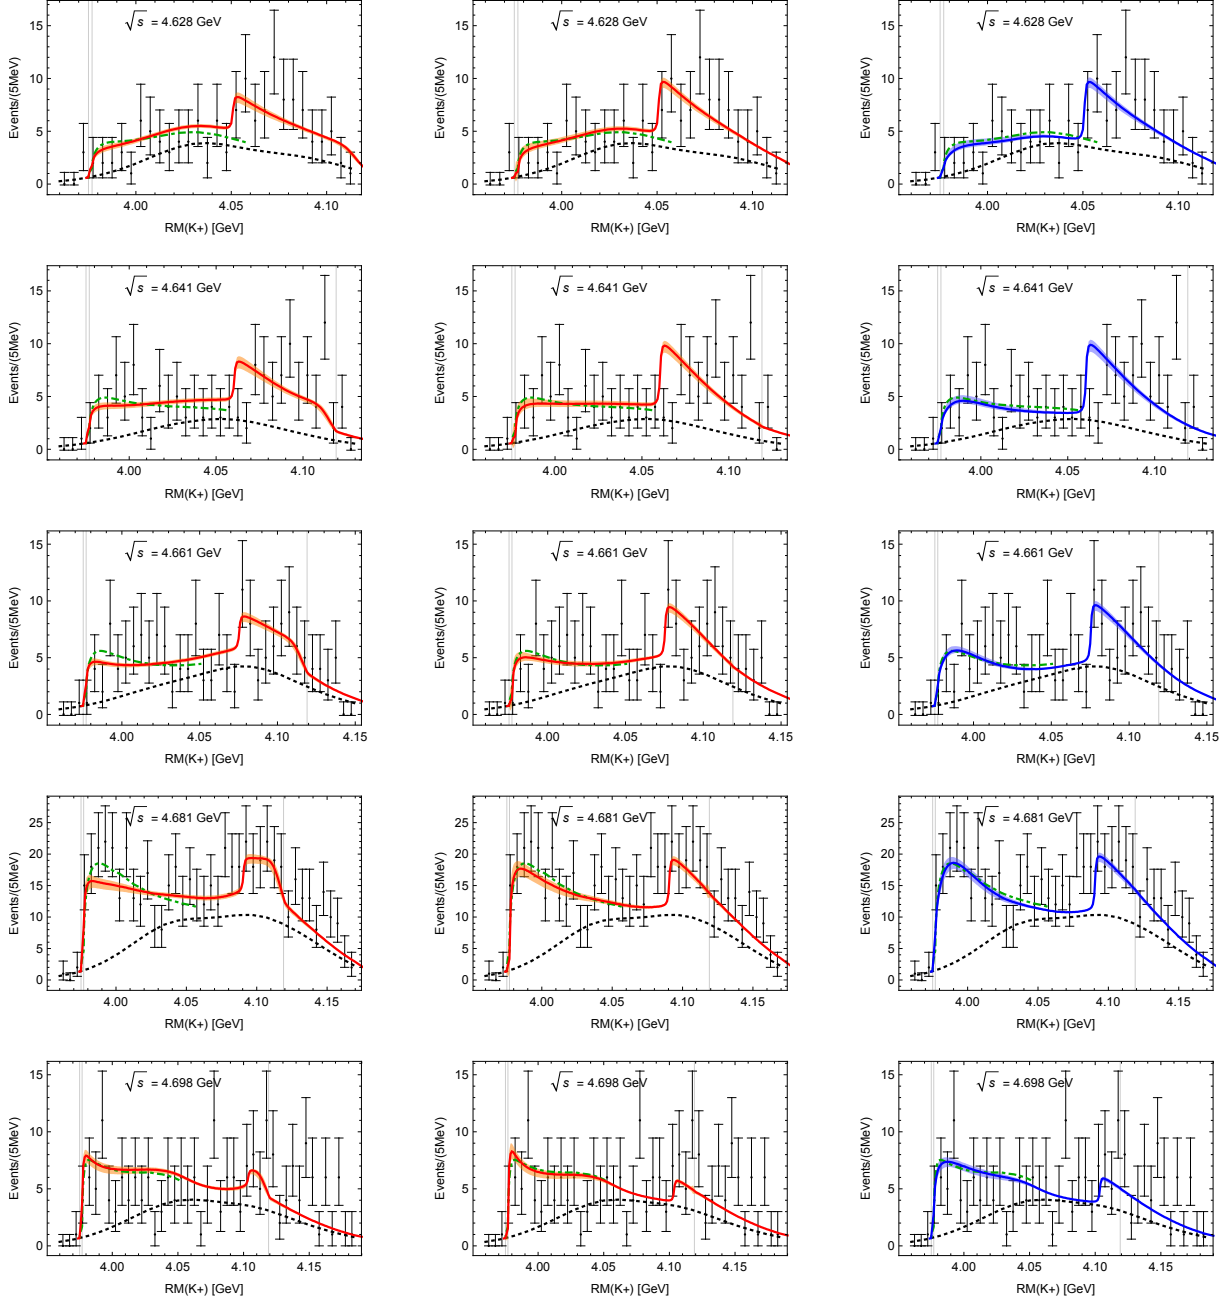 √s = 4.628 GeV √s = 4.628 GeV √s = 4.628 GeV
15 15 15
10 10 10
5 5 5
0 0 0
Events/(5MeV) Events/(5MeV) Events/(5MeV)
4.00 4.05 4.10 4.00 4.05 4.10 4.00 4.05 4.10
RM(K+) [GeV] RM(K+) [GeV] RM(K+) [GeV]
√s = 4.641 GeV √s = 4.641 GeV √s = 4.641 GeV
15 15 15
10 10 10
5 5 5
0 0 0
Events/(5MeV) Events/(5MeV) Events/(5MeV)
4.00 4.05 4.10 4.00 4.05 4.10 4.00 4.05 4.10
RM(K+) [GeV] RM(K+) [GeV] RM(K+) [GeV]
√s = 4.661 GeV √s = 4.661 GeV √s = 4.661 GeV
15 15 15
10 10 10
5 5 5
0 0 0
Events/(5MeV) Events/(5MeV) Events/(5MeV)
4.00 4.05 4.10 4.15 4.00 4.05 4.10 4.15 4.00 4.05 4.10 4.15
RM(K+) [GeV] RM(K+) [GeV] RM(K+) [GeV]
√s = 4.681 GeV √s = 4.681 GeV √s = 4.681 GeV
25 25 25
20 20 20
15 15 15
10 10 10
5 5 5
0 0 0
Events/(5MeV) Events/(5MeV) Events/(5MeV)
4.00 4.05 4.10 4.15 4.00 4.05 4.10 4.15 4.00 4.05 4.10 4.15
RM(K+) [GeV] RM(K+) [GeV] RM(K+) [GeV]
√s = 4.698 GeV √s = 4.698 GeV √s = 4.698 GeV
15 15 15
10 10 10
5 5 5
0 0 0
Events/(5MeV) Events/(5MeV) Events/(5MeV)
4.00 4.05 4.10 4.15 4.00 4.05 4.10 4.15 4.00 4.05 4.10 4.15
RM(K+) [GeV] RM(K+) [GeV] RM(K+) [GeV]